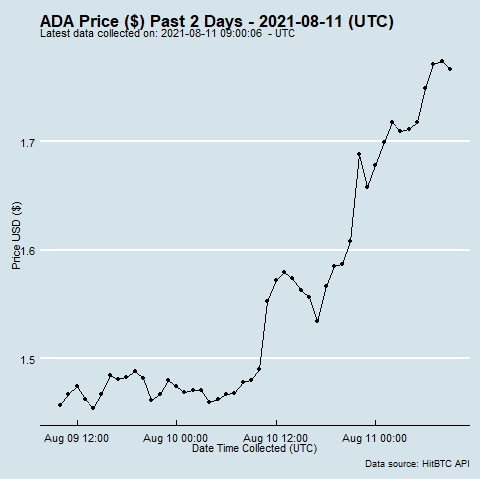 ADA Price ($) Past 2 Days - 2021-08-11 (UTC)
Latest data collected on: 2021-08-11 09:00:06  - UTC
Price USD ($)
1.7
1.6
1.5
Aug 09 12:00
Aug 10 00:00
Aug 10 12:00
Aug 11 00:00
Date Time Collected (UTC)
Data source: HitBTC API